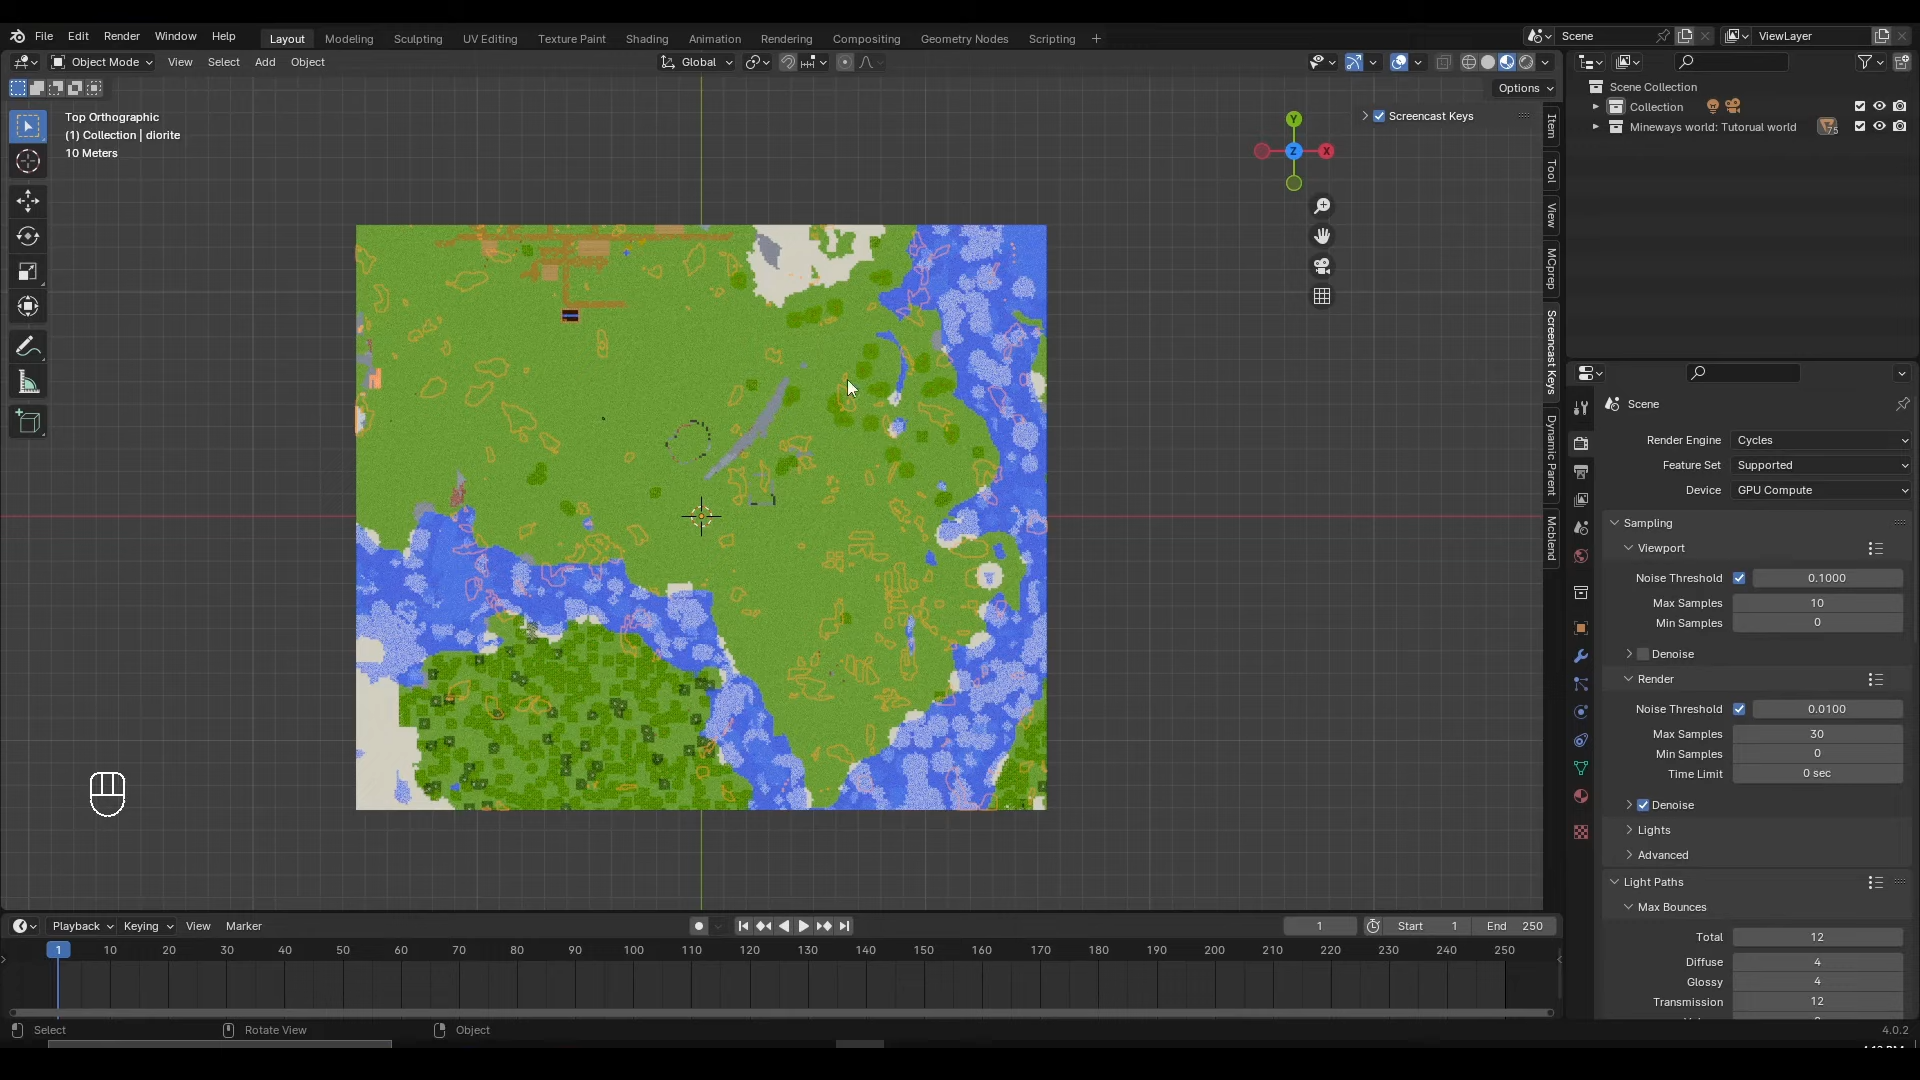 File Edit Render Window Help Layout Modeling Sculpting UV Editing Texture Paint Shading Animation Rendering Compositing Geometry Nodes Scripting + Scene ViewLayer
Object Mode View Select Add Object Global
Options
Top Orthographic
(1) Collection | diorite
10 Meters
Screencast Keys
Y
Z
X
Item
Tool
View
MCprep
Screencast Keys
Dynamic Parent
Mcblend
Scene Collection
Collection
Mineways world: Tutorual world 75
Scene
Render Engine Cycles
Feature Set Supported
Device GPU Compute
Sampling
Viewport
Noise Threshold 0.1000
Max Samples 10
Min Samples 0
Denoise
Render
Noise Threshold 0.0100
Max Samples 30
Min Samples 0
Time Limit 0 sec
Denoise
Lights
Advanced
Light Paths
Max Bounces
Total 12
Diffuse 4
Glossy 4
Transmission 12
Playback Keying View Marker 1 Start 1 End 250
1 10 20 30 40 50 60 70 80 90 100 110 120 130 140 150 160 170 180 190 200 210 220 230 240 250
Select Rotate View Object 4.0.2